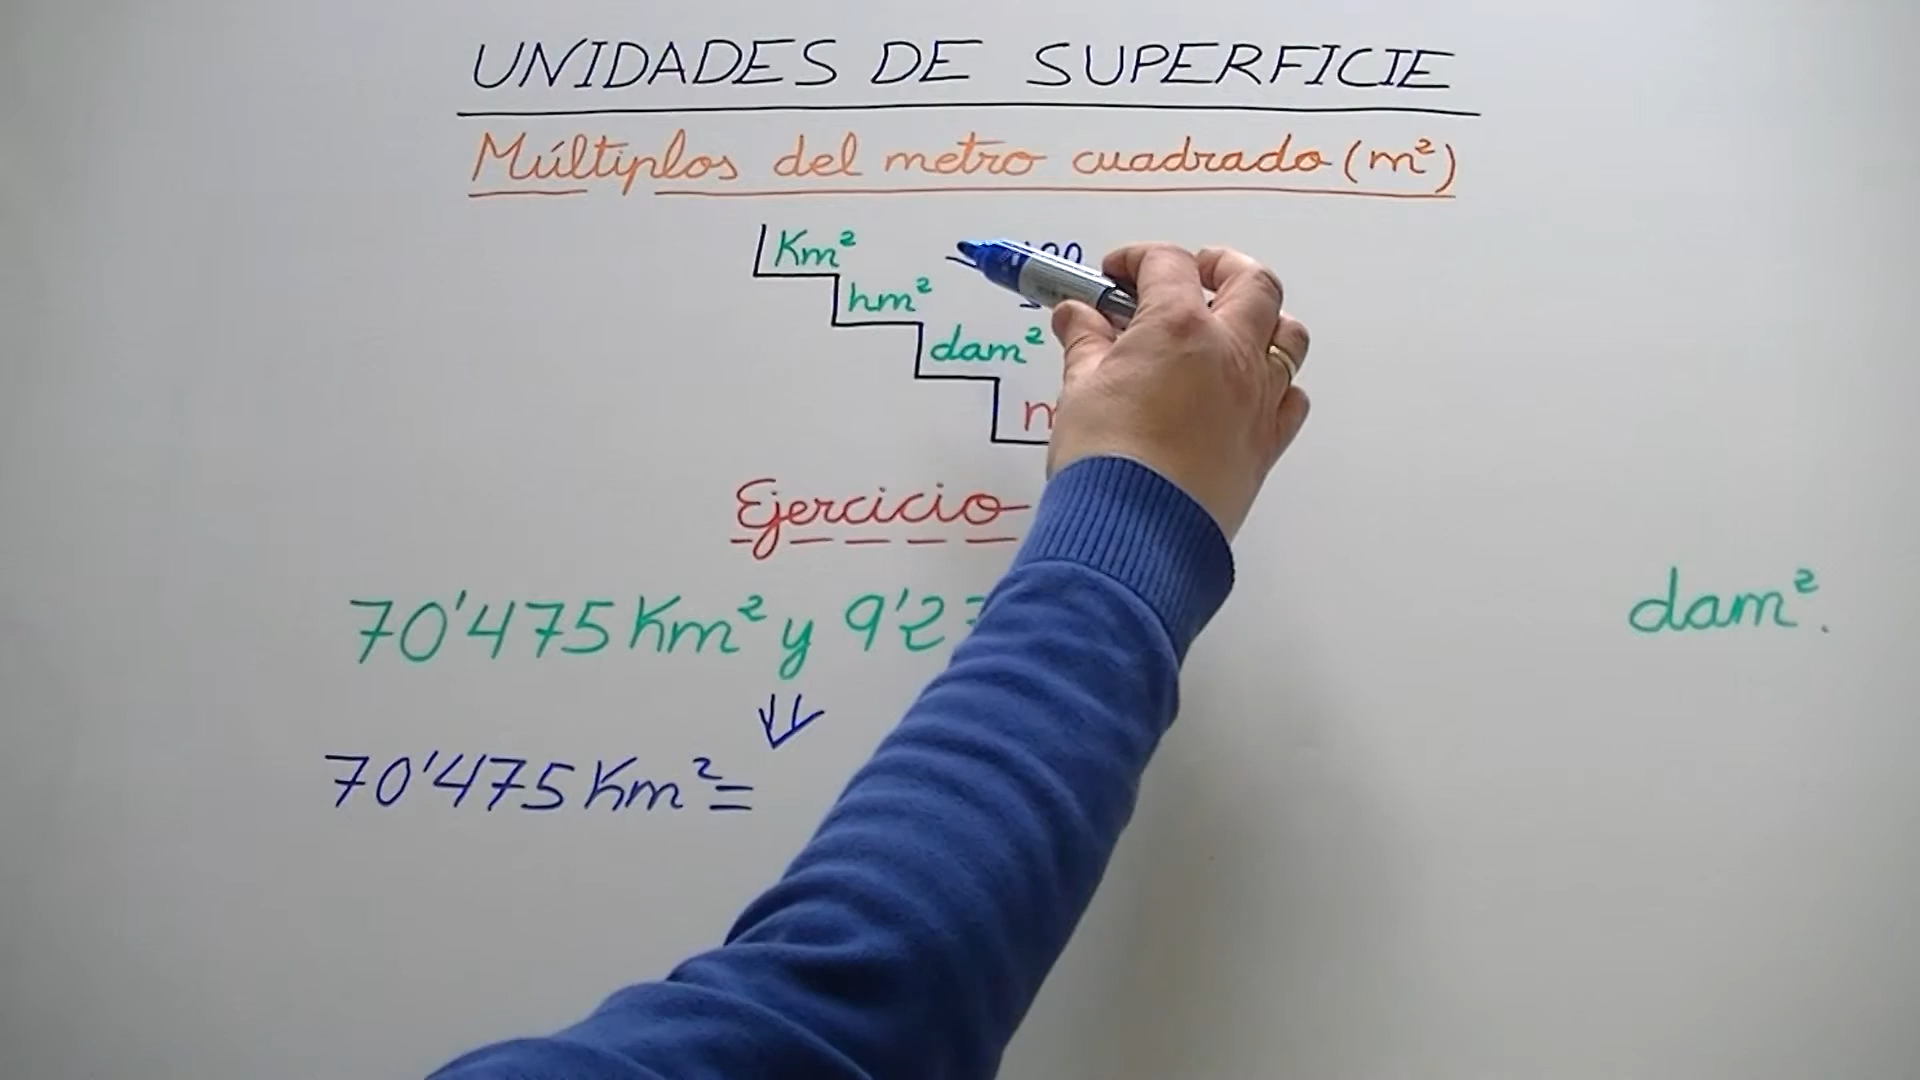 UNIDADES DE SUPERFICIE
Múltiplos del metro cuadrado (m²)
Km²
hm²
dam²
Ejercicio
70'475 Km² y 9'27 dam².
70'475 Km² =